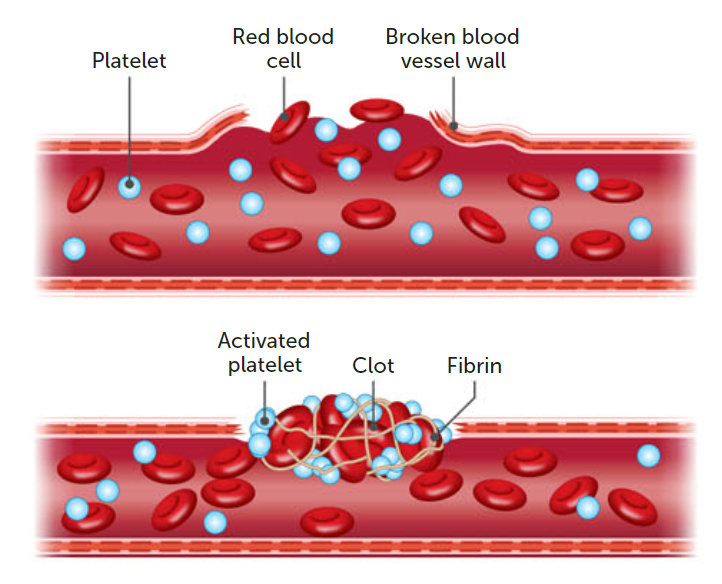 Platelet
Red blood
cell
Broken blood
vessel wall
Activated
platelet
Clot
Fibrin